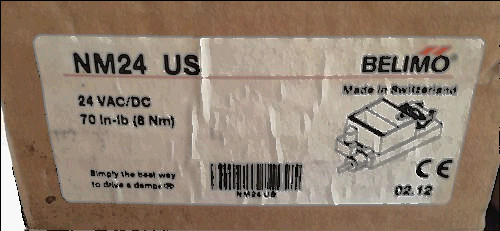 NM24 US
BELIMO®
Made in Switzerland
24 VAC/DC
70 In-lb (8 Nm)
Simply the best way
to drive a damper®
NM24 US
CE
02.12